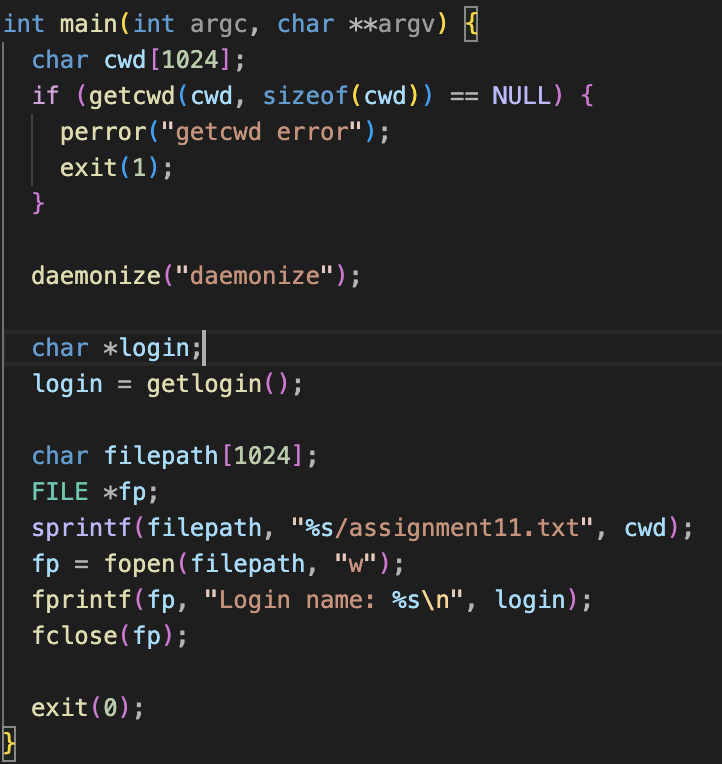 int main(int argc, char **argv) {
char cwd[1024];
if (getcwd(cwd, sizeof(cwd)) == NULL) {
perror("getcwd error");
exit(1);
}
daemonize("daemonize");
char *login;
login = getlogin();
char filepath[1024];
FILE *fp;
sprintf(filepath, "%s/assignment11.txt", cwd);
fp = fopen(filepath, "w");
fprintf(fp, "Login name: %s\n", login);
fclose(fp);
exit(0);
}